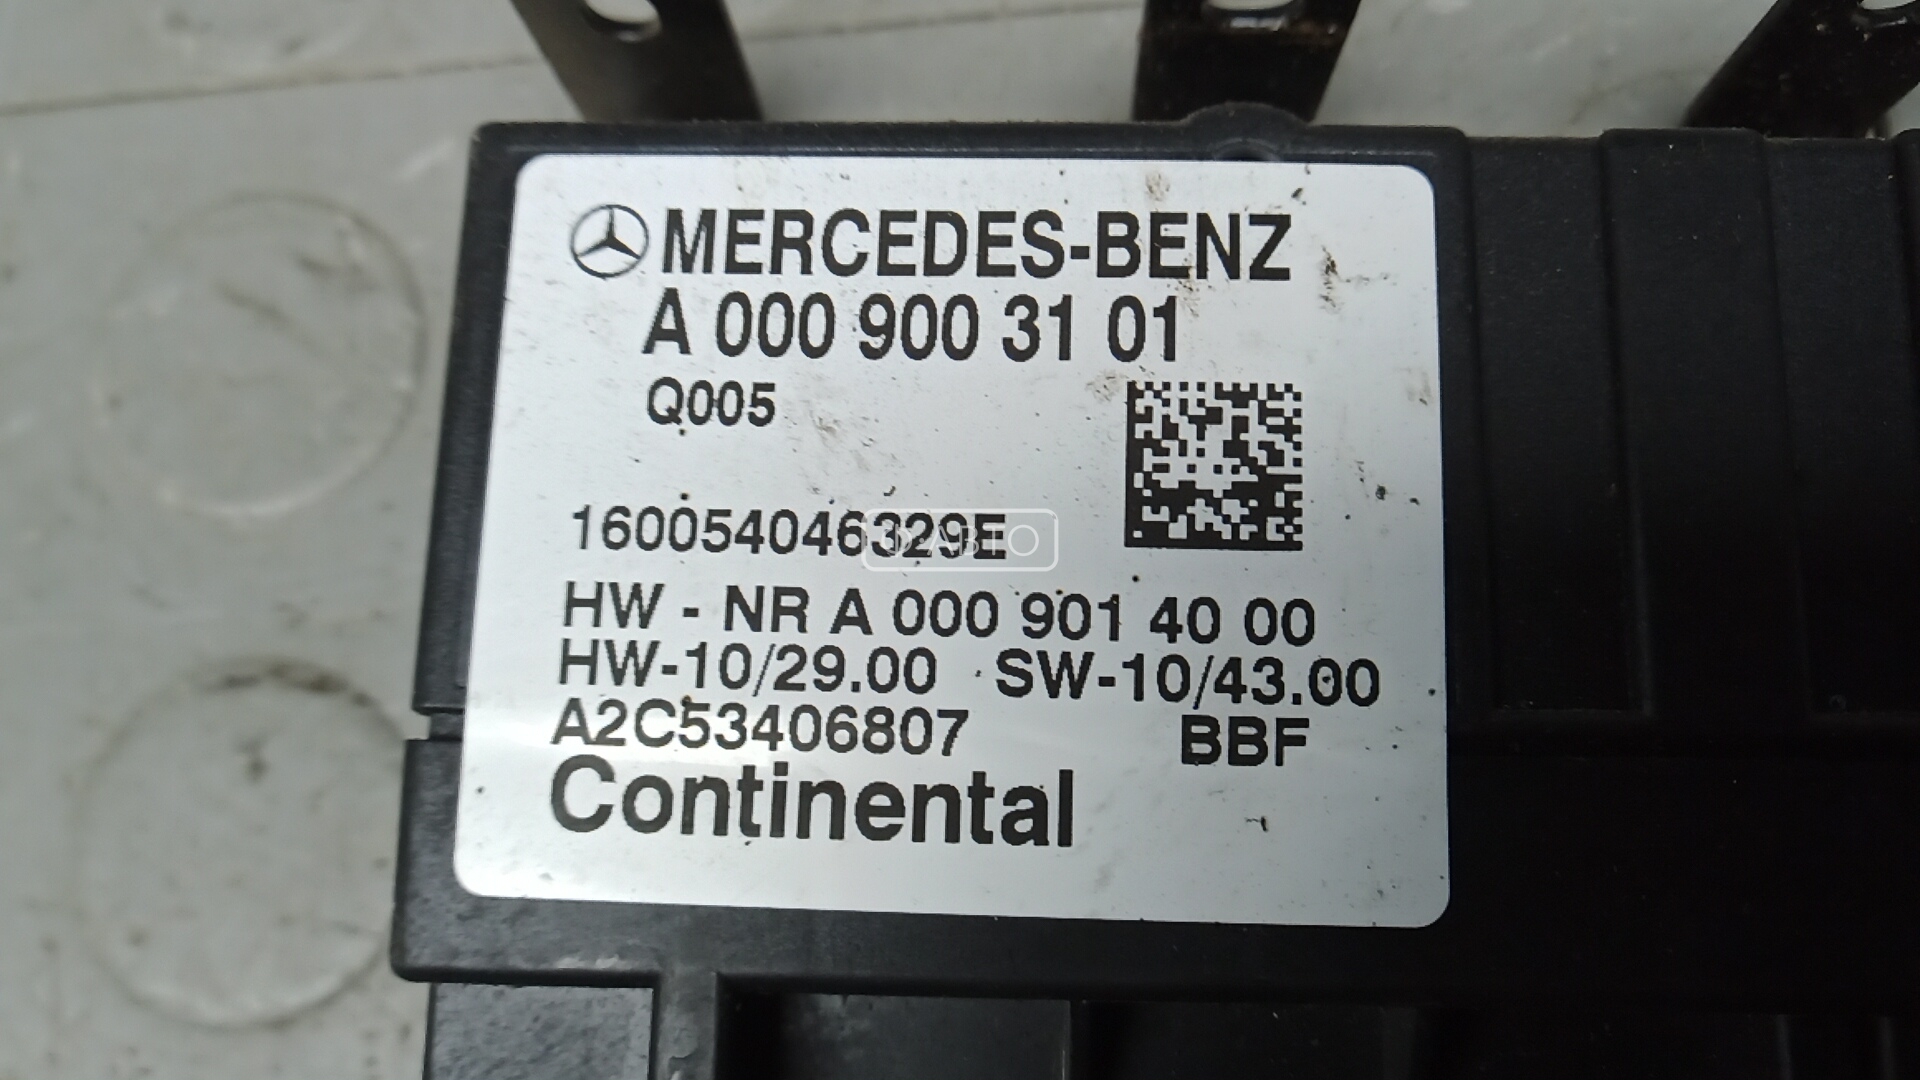 MERCEDES-BENZ
A 000 900 31 01
Q005
160054046329E
HW - NR A 000 901 40 00
HW-10/29.00 SW-10/43.00
A2C53406807 BBF
Continental